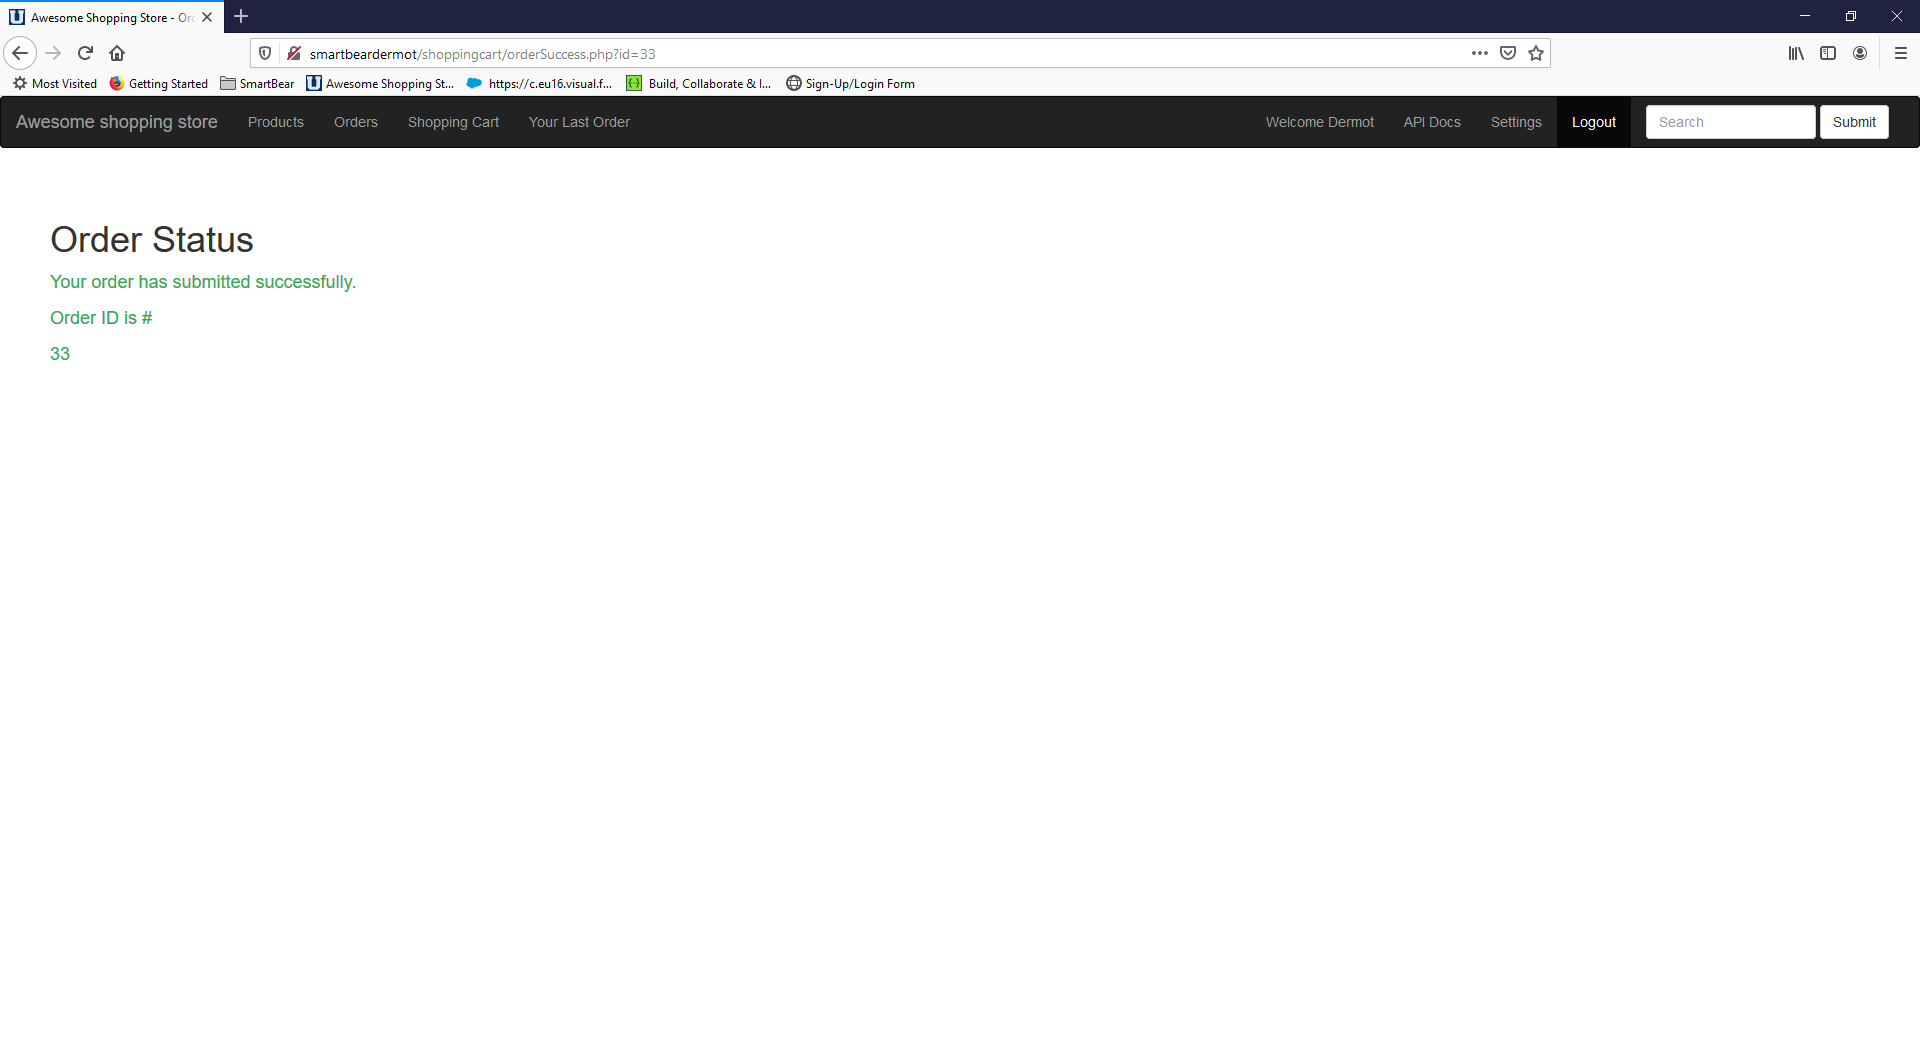 Awesome Shopping Store - Orc
smartbeardermot/shoppingcart/orderSuccess.php?id=33
Most Visited Getting Started SmartBear Awesome Shopping St... https://c.eu16.visual.f... Build, Collaborate & I... Sign-Up/Login Form
Awesome shopping store Products Orders Shopping Cart Your Last Order Welcome Dermot API Docs Settings Logout Search Submit
Order Status
Your order has submitted successfully.
Order ID is #
33